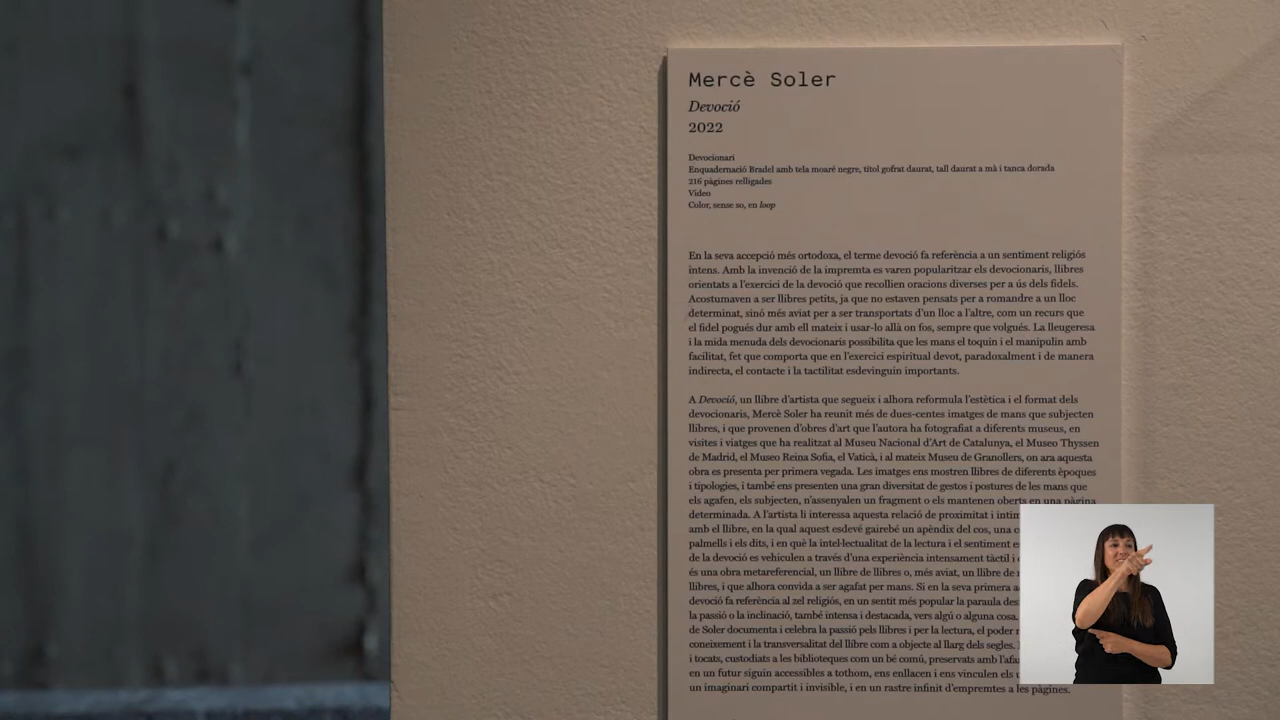 Mercè Soler
Devoció
2022
Devocionari
Enquadernació Bradel amb tela moaré negre, títol gofrat daurat, tall daurat a mà i tanca dorada
216 pàgines relligades
Vídeo
Color, sense so, en loop
En la seva accepció més ortodoxa, el terme devoció fa referència a un sentiment religiós
intens. Amb la invenció de la impremta es varen popularitzar els devocionaris, llibres
orientats a l'exercici de la devoció que recollien oracions diverses per a ús dels fidels.
Acostumaven a ser llibres petits, ja que no estaven pensats per a romandre a un lloc
determinat, sinó més aviat per a ser transportats d'un lloc a l'altre, com un recurs que
el fidel pogués dur amb ell mateix i usar-lo allà on fos, sempre que volgués. La lleugeresa
i la mida menuda dels devocionaris possibilita que les mans el toquin i el manipulin amb
facilitat, fet que comporta que en l'exercici espiritual devot, paradoxalment i de manera
indirecta, el contacte i la tactilitat esdevinguin importants.
A Devoció, un llibre d'artista que segueix i alhora reformula l'estètica i el format dels
devocionaris, Mercè Soler ha reunit més de dues-centes imatges de mans que subjecten
llibres, i que provenen d'obres d'art que l'autora ha fotografiat a diferents museus, en
visites i viatges que ha realitzat al Museu Nacional d'Art de Catalunya, el Museo Thyssen
de Madrid, el Museo Reina Sofia, el Vaticà, i al mateix Museu de Granollers, on ara aquesta
obra es presenta per primera vegada. Les imatges ens mostren llibres de diferents èpoques
i tipologies, i també ens presenten una gran diversitat de gestos i postures de les mans que
els agafen, els subjecten, n'assenyalen un fragment o els mantenen oberts en una pàgina
determinada. A l'artista li interessa aquesta relació de proximitat i
amb el llibre, en la qual aquest esdevé gairebé un apèndix del cos, una
palmells i els dits, i en què la intel·lectualitat de la lectura i el sentiment
de la devoció es vehiculen a través d'una experiència intensament tàctil i
és una obra metareferencial, un llibre de llibres o, més aviat, un llibre de
llibres, i que alhora convida a ser agafat per mans. Si en la seva primera
devoció fa referència al zel religiós, en un sentit més popular la paraula
la passió o la inclinació, també intensa i destacada, vers algú o alguna cosa.
de Soler documenta i celebra la passió pels llibres i per la lectura, el poder
coneixement i la transversalitat del llibre com a objecte al llarg dels segles.
i tocats, custodiats a les biblioteques com un bé comú, preservats amb
en un futur siguin accessibles a tothom, ens enllacen i ens vinculen els
un imaginari compartit i invisible, i en un rastre infinit d'empremtes a les pàgines.